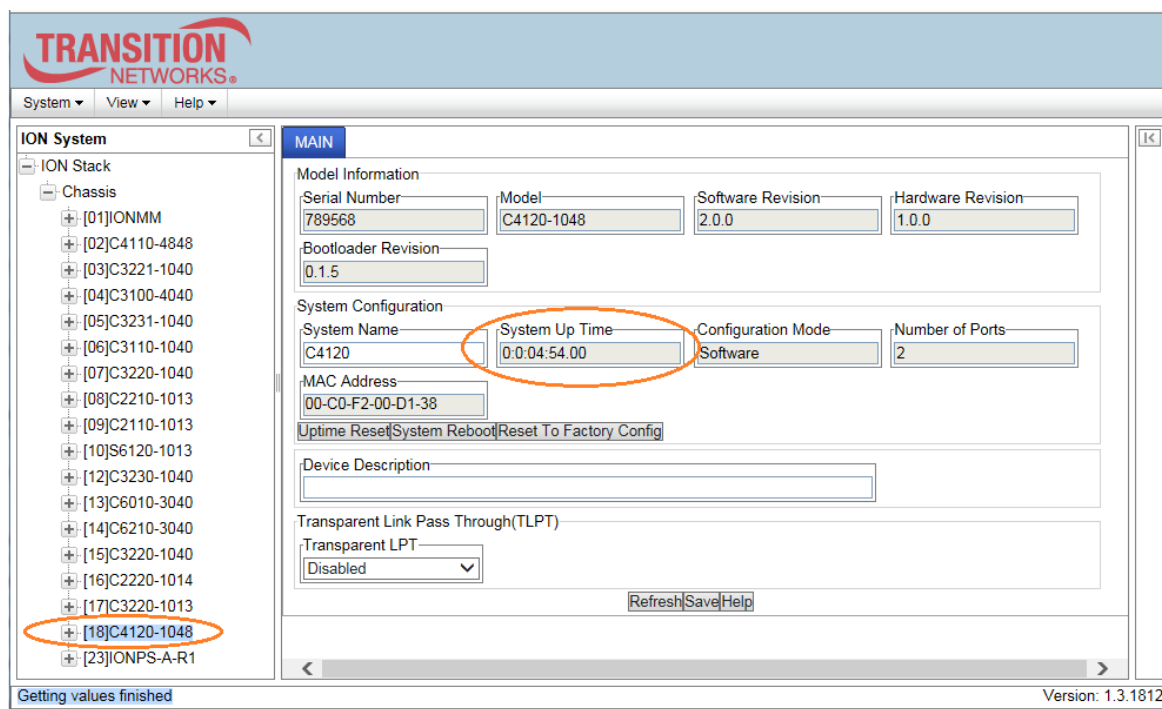 TRANSITION
NETWORKS®
System View Help
ION System
ION Stack
Chassis
[01]IONMM
[02]C4110-4848
[03]C3221-1040
[04]C3100-4040
[05]C3231-1040
[06]C3110-1040
[07]C3220-1040
[08]C2210-1013
[09]C2110-1013
[10]S6120-1013
[12]C3230-1040
[13]C6010-3040
[14]C6210-3040
[15]C3220-1040
[16]C2220-1014
[17]C3220-1013
[18]C4120-1048
[23]IONPS-A-R1
MAIN
Model Information
Serial Number Model Software Revision Hardware Revision
789568 C4120-1048 2.0.0 1.0.0
Bootloader Revision
0.1.5
System Configuration
System Name System Up Time Configuration Mode Number of Ports
C4120 0:0:04:54.00 Software 2
MAC Address
00-C0-F2-00-D1-38
Uptime Reset System Reboot Reset To Factory Config
Device Description
Transparent Link Pass Through(TLPT)
Transparent LPT
Disabled
Refresh Save Help
Getting values finished Version: 1.3.1812